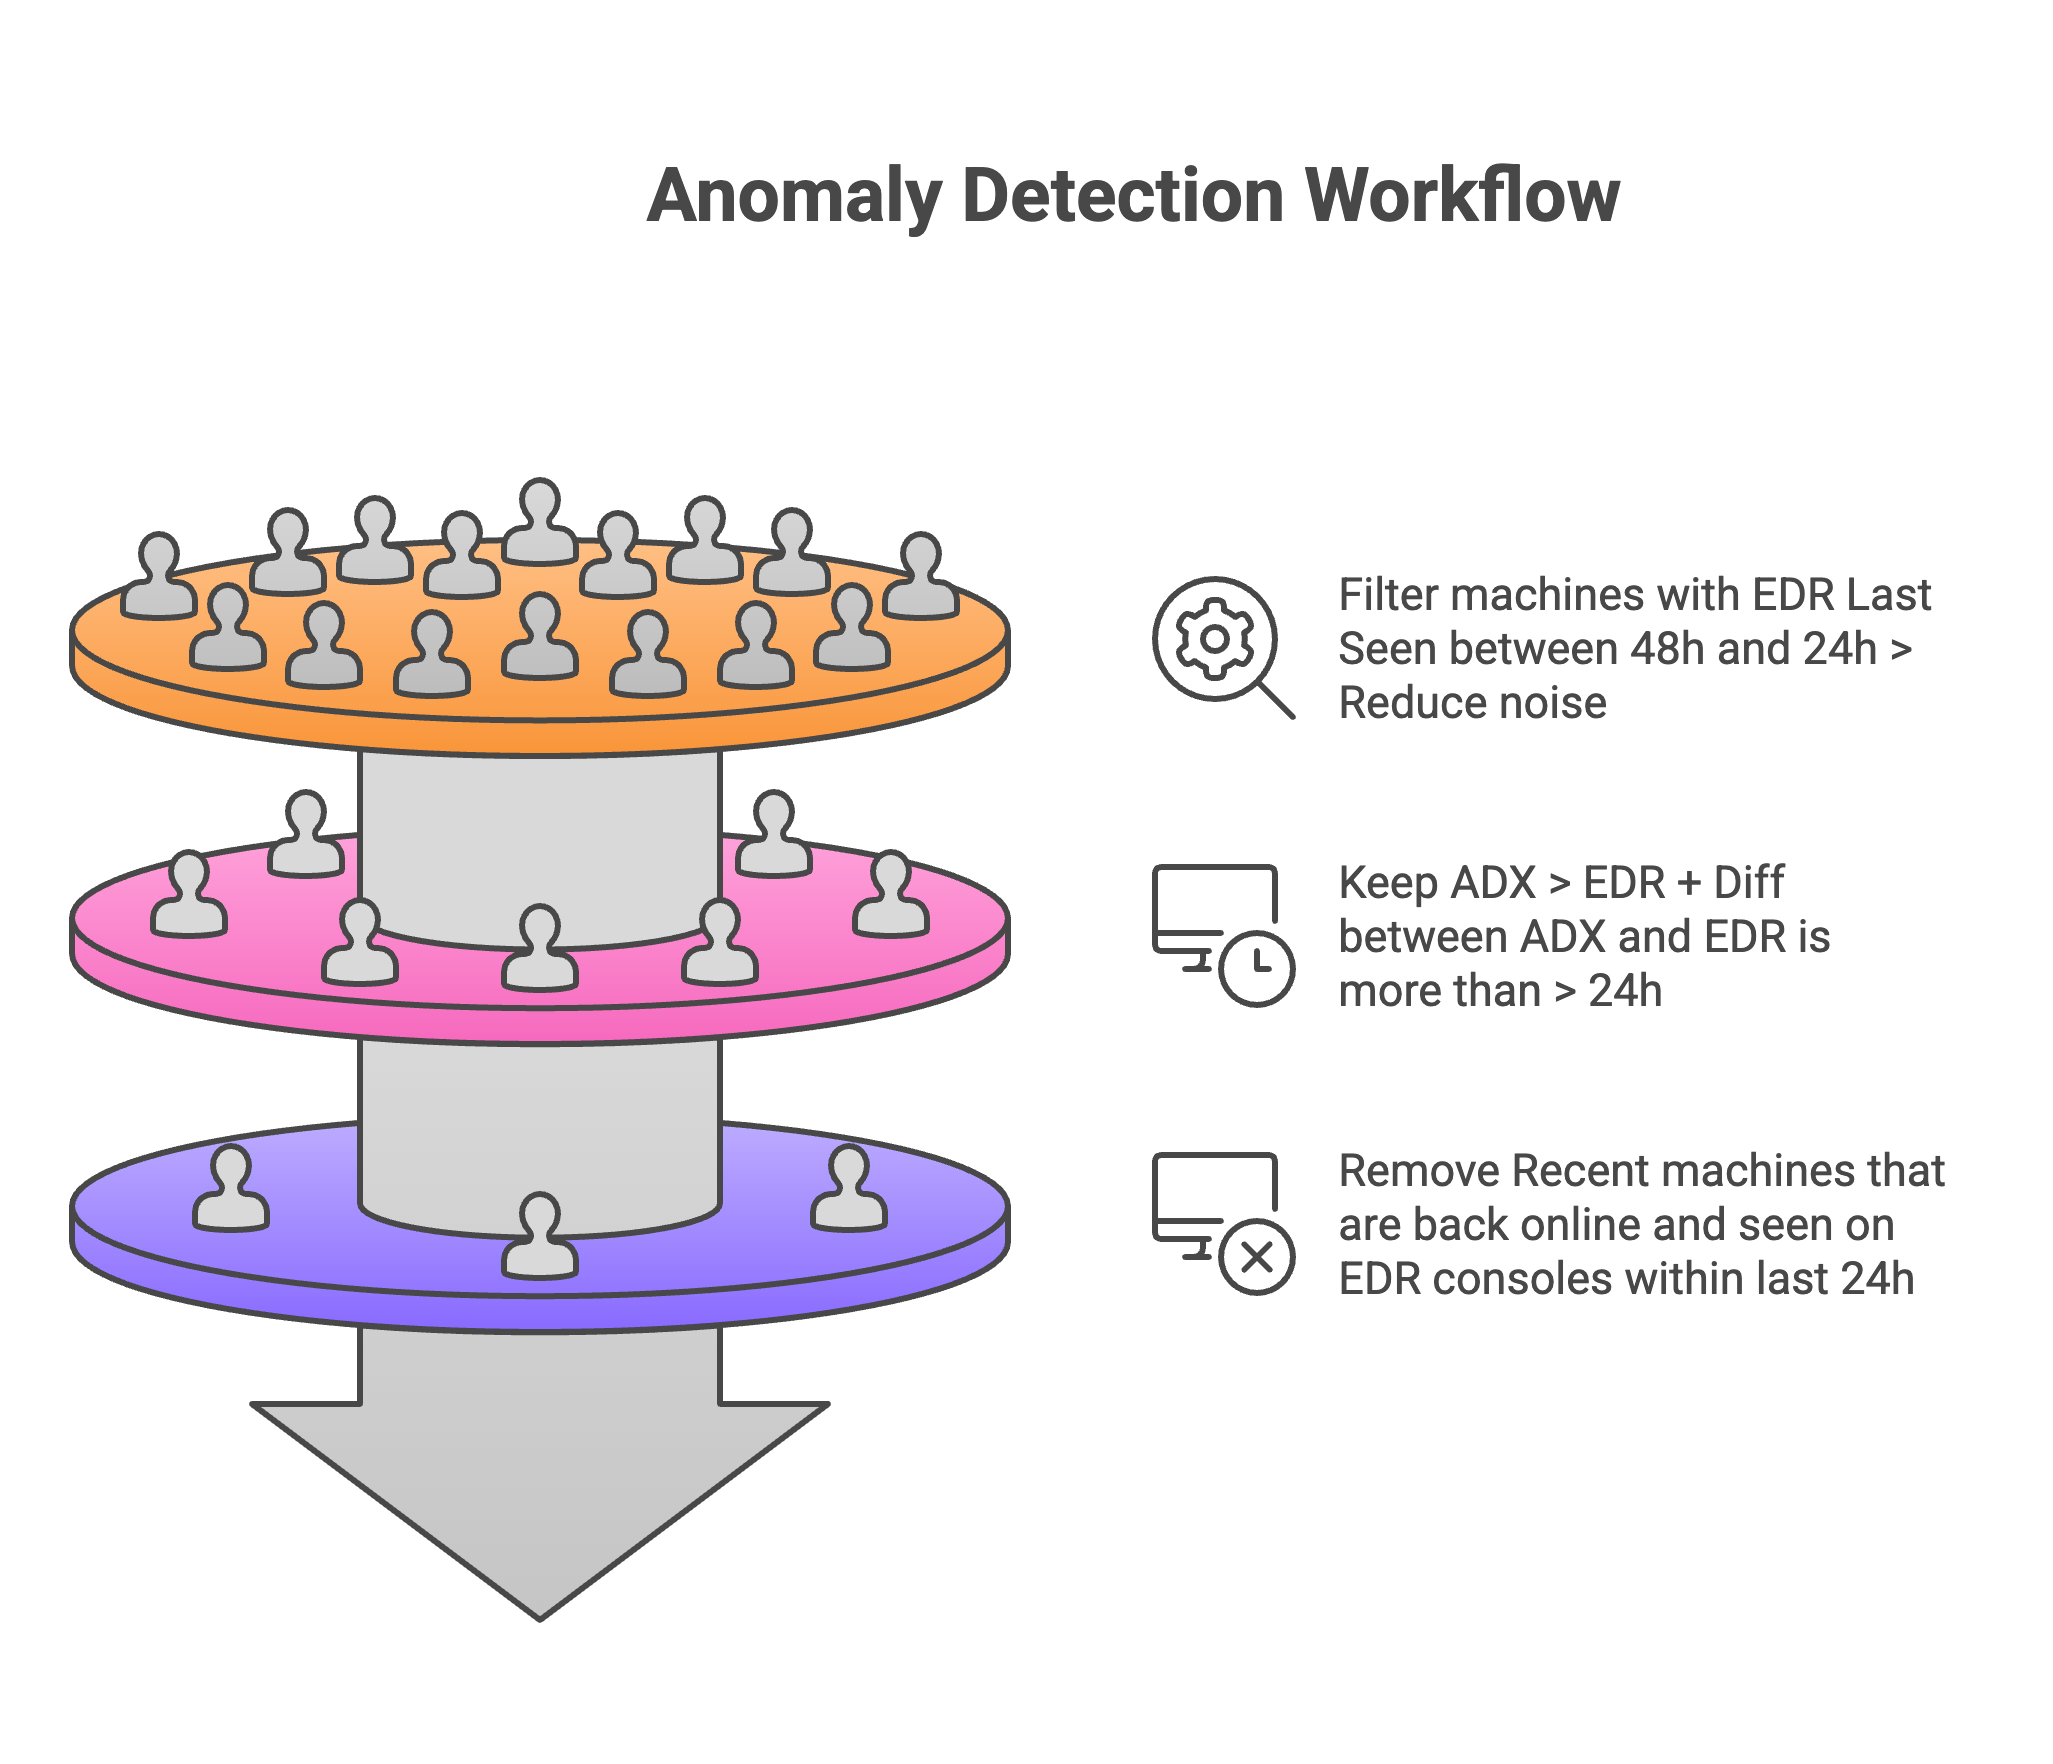 Anomaly Detection Workflow
Filter machines with EDR Last
Seen between 48h and 24h >
Reduce noise
Keep ADX > EDR + Diff
between ADX and EDR is
more than > 24h
Remove Recent machines that
are back online and seen on
EDR consoles within last 24h